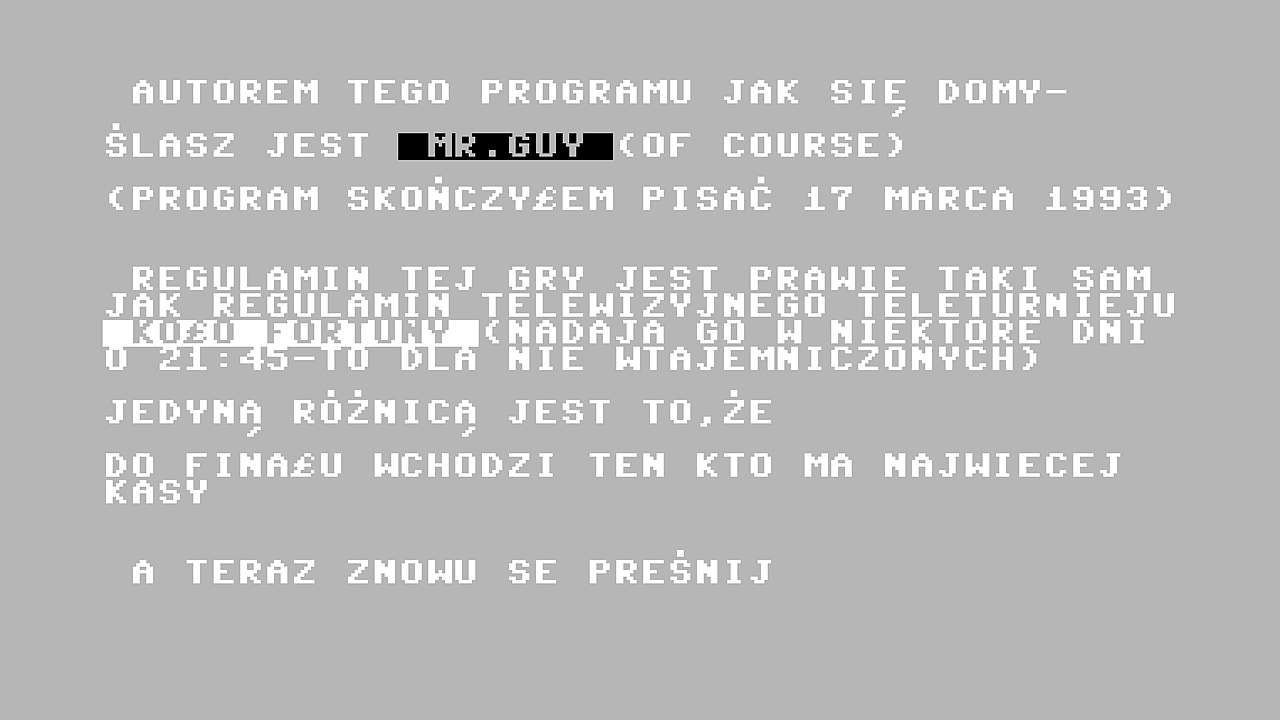 AUTOREM TEGO PROGRAMU JAK SIĘ DOMY-
ŚLASZ JEST MR.GUY (OF COURSE)
(PROGRAM SKOŃCZY£EM PISAĆ 17 MARCA 1993)
REGULAMIN TEJ GRY JEST PRAWIE TAKI SAM
JAK REGULAMIN TELEWIZYJNEGO TELETURNIEJU
KO£O FORTUNY (NADAJA GO W NIEKTORE DNI
O 21:45-TO DLA NIE WTAJEMNICZONYCH)
JEDYNĄ RÓŻNICĄ JEST TO,ŻE
DO FINA£U WCHODZI TEN KTO MA NAJWIECEJ
KASY
A TERAZ ZNOWU SE PREŚNIJ